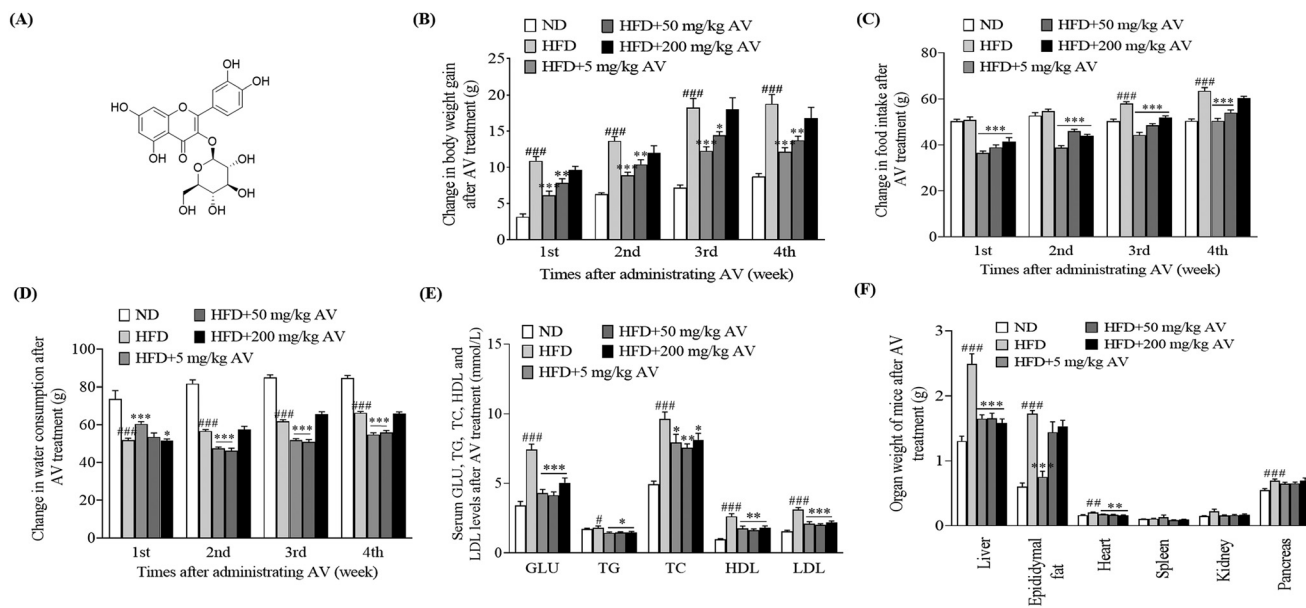 (A)
OH
OH
HO
O
O
OH
O
O
OH
OH
OH
OH
(B)
ND
HFD
HFD+5 mg/kg AV
HFD+50 mg/kg AV
HFD+200 mg/kg AV
Change in body weight gain
after AV treatment (g)
25
20
15
10
5
0
###
***
**
###
***
**
###
***
*
###
***
**
1st
2nd
3rd
4th
Times after administrating AV (week)
(C)
ND
HFD
HFD+5 mg/kg AV
HFD+50 mg/kg AV
HFD+200 mg/kg AV
Change in food intake after
AV treatment (g)
80
60
40
20
0
***
***
###
***
###
***
1st
2nd
3rd
4th
Times after administrating AV (week)
(D)
ND
HFD
HFD+5 mg/kg AV
HFD+50 mg/kg AV
HFD+200 mg/kg AV
Change in water consumption after
AV treatment (g)
100
80
60
40
20
0
###
***
*
###
***
###
***
###
***
1st
2nd
3rd
4th
Times after administrating AV (week)
(E)
ND
HFD
HFD+5 mg/kg AV
HFD+50 mg/kg AV
HFD+200 mg/kg AV
Serum GLU, TG, TC, HDL and
LDL levels after AV treatment (mmol/L)
15
10
5
0
###
***
#
*
###
*
**
*
###
**
###
***
GLU
TG
TC
HDL
LDL
(F)
ND
HFD
HFD+5 mg/kg AV
HFD+50 mg/kg AV
HFD+200 mg/kg AV
Organ weight of mice after AV
treatment (g)
3
2
1
0
###
***
###
***
##
**
###
Liver
Epididymal
fat
Heart
Spleen
Kidney
Pancreas